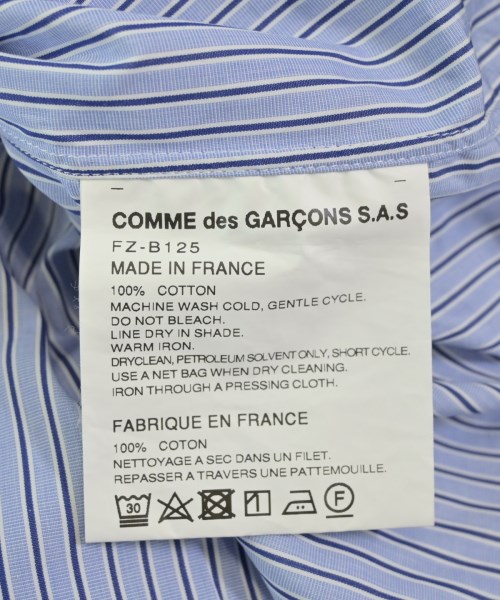 COMME des GARÇONS S.A.S
FZ-B125
MADE IN FRANCE
100% COTTON
MACHINE WASH COLD, GENTLE CYCLE.
DO NOT BLEACH.
LINE DRY IN SHADE.
WARM IRON.
DRYCLEAN, PETROLEUM SOLVENT ONLY, SHORT CYCLE.
USE A NET BAG WHEN DRY CLEANING.
IRON THROUGH A PRESSING CLOTH.
FABRIQUE EN FRANCE
100% COTON
NETTOYAGE A SEC DANS UN FILET.
REPASSER A TRAVERS UNE PATTEMOUILLE.
30 F